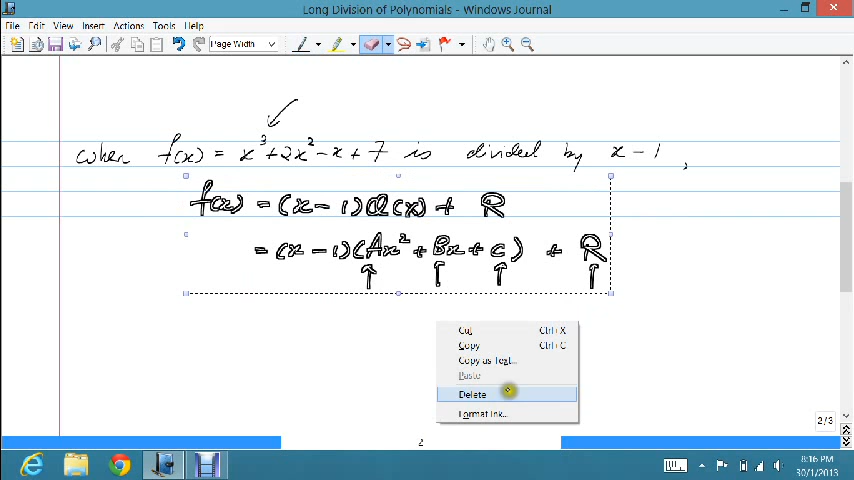 Long Division of Polynomials - Windows Journal
File Edit View Insert Actions Tools Help
Page Width
when f(x) = x³+2x²-x+7 is divided by x-1,
f(x) = (x-1)Q(x) + R
= (x-1)(Ax²+Bx+C) + R
Cut Ctrl+X
Copy Ctrl+C
Copy as Text...
Paste
Delete
Format Ink...
2/3
2
8:16 PM
30/1/2013